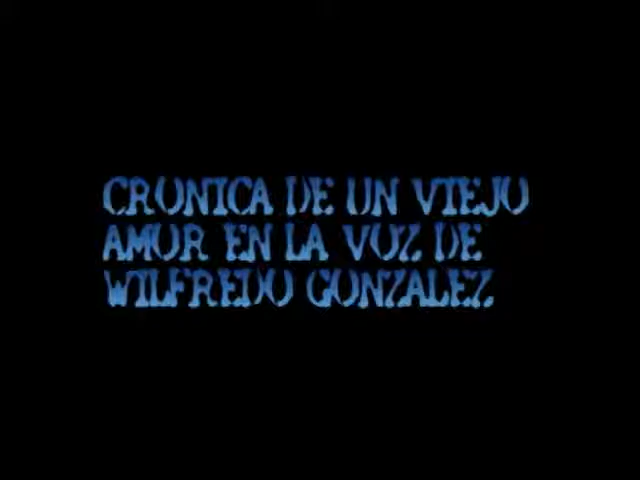 CRONICA DE UN VIEJO
AMOR EN LA VOZ DE
WILFREDO GONZALEZ